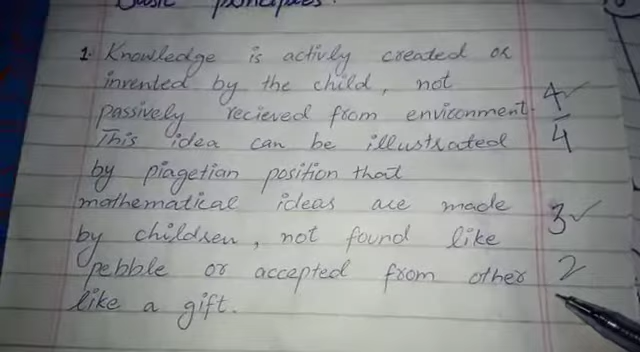 Basic principles.
1. Knowledge is activly created or
invented by the child, not
passively recieved from environment.
This idea can be illustrated
by piagetian position that
mathematical ideas are made
by children, not found like
pebble or accepted from other
like a gift.
4
4
3
2